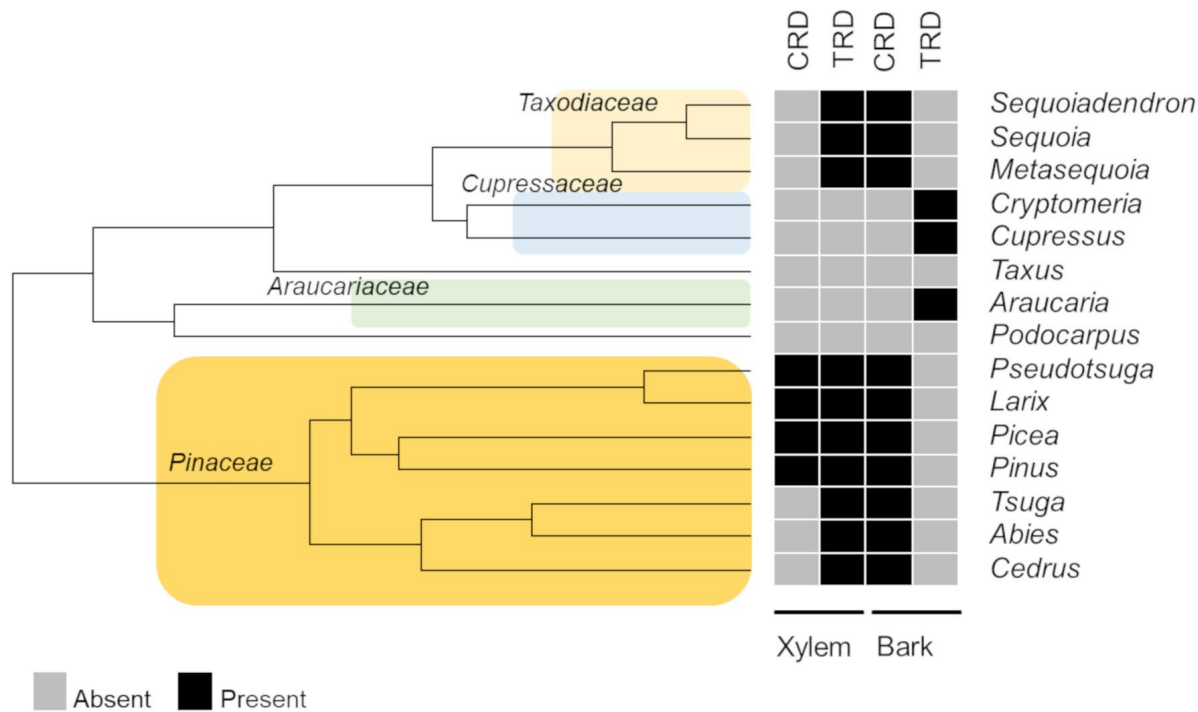 CRD TRD CRD TRD
Taxodiaceae
Sequoiadendron
Sequoia
Metasequoia
Cupressaceae
Cryptomeria
Cupressus
Taxus
Araucariaceae
Araucaria
Podocarpus
Pseudotsuga
Larix
Picea
Pinaceae
Pinus
Tsuga
Abies
Cedrus
Xylem Bark
Absent Present